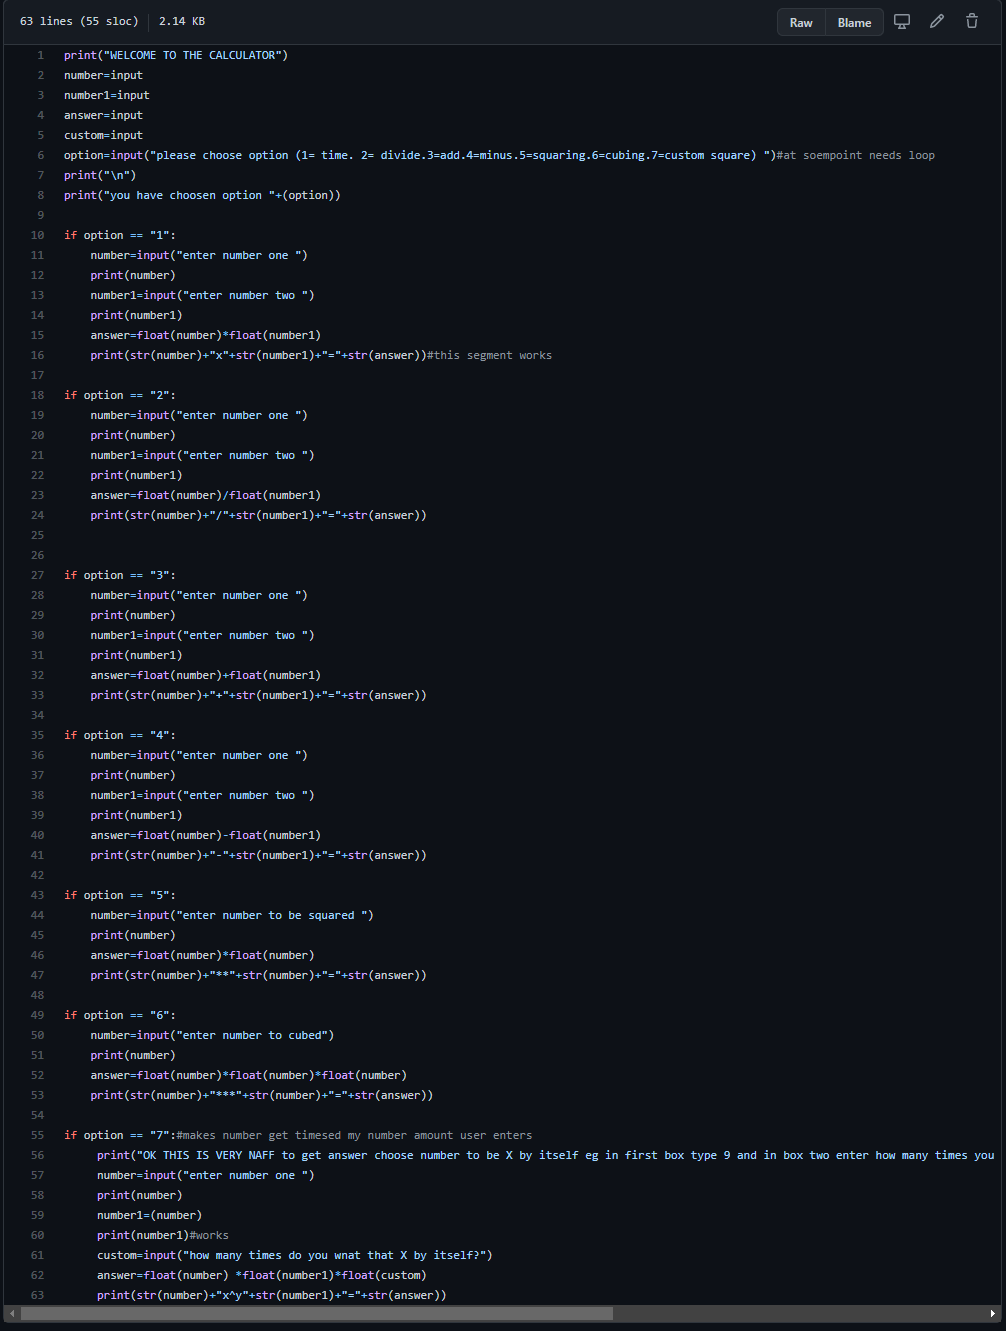 63 lines (55 sloc) 2.14 KB Raw Blame
1 print("WELCOME TO THE CALCULATOR")
2 number=input
3 number1=input
4 answer=input
5 custom=input
6 option=input("please choose option (1= time. 2= divide.3=add.4=minus.5=squaring.6=cubing.7=custom square) ")#at soempoint needs loop
7 print("\n")
8 print("you have choosen option "+(option))
9
10 if option == "1":
11     number=input("enter number one ")
12     print(number)
13     number1=input("enter number two ")
14     print(number1)
15     answer=float(number)*float(number1)
16     print(str(number)+"x"+str(number1)+"="+str(answer))#this segment works
17
18 if option == "2":
19     number=input("enter number one ")
20     print(number)
21     number1=input("enter number two ")
22     print(number1)
23     answer=float(number)/float(number1)
24     print(str(number)+"/"+str(number1)+"="+str(answer))
25
26
27 if option == "3":
28     number=input("enter number one ")
29     print(number)
30     number1=input("enter number two ")
31     print(number1)
32     answer=float(number)+float(number1)
33     print(str(number)+"+"+str(number1)+"="+str(answer))
34
35 if option == "4":
36     number=input("enter number one ")
37     print(number)
38     number1=input("enter number two ")
39     print(number1)
40     answer=float(number)-float(number1)
41     print(str(number)+"-"+str(number1)+"="+str(answer))
42
43 if option == "5":
44     number=input("enter number to be squared ")
45     print(number)
46     answer=float(number)*float(number)
47     print(str(number)+"**"+str(number)+"="+str(answer))
48
49 if option == "6":
50     number=input("enter number to cubed")
51     print(number)
52     answer=float(number)*float(number)*float(number)
53     print(str(number)+"***"+str(number)+"="+str(answer))
54
55 if option == "7":#makes number get timesed my number amount user enters
56      print("OK THIS IS VERY NAFF to get answer choose number to be X by itself eg in first box type 9 and in box two enter how many times you
57      number=input("enter number one ")
58      print(number)
59      number1=(number)
60      print(number1)#works
61      custom=input("how many times do you wnat that X by itself?")
62      answer=float(number) *float(number1)*float(custom)
63      print(str(number)+"x^y"+str(number1)+"="+str(answer))